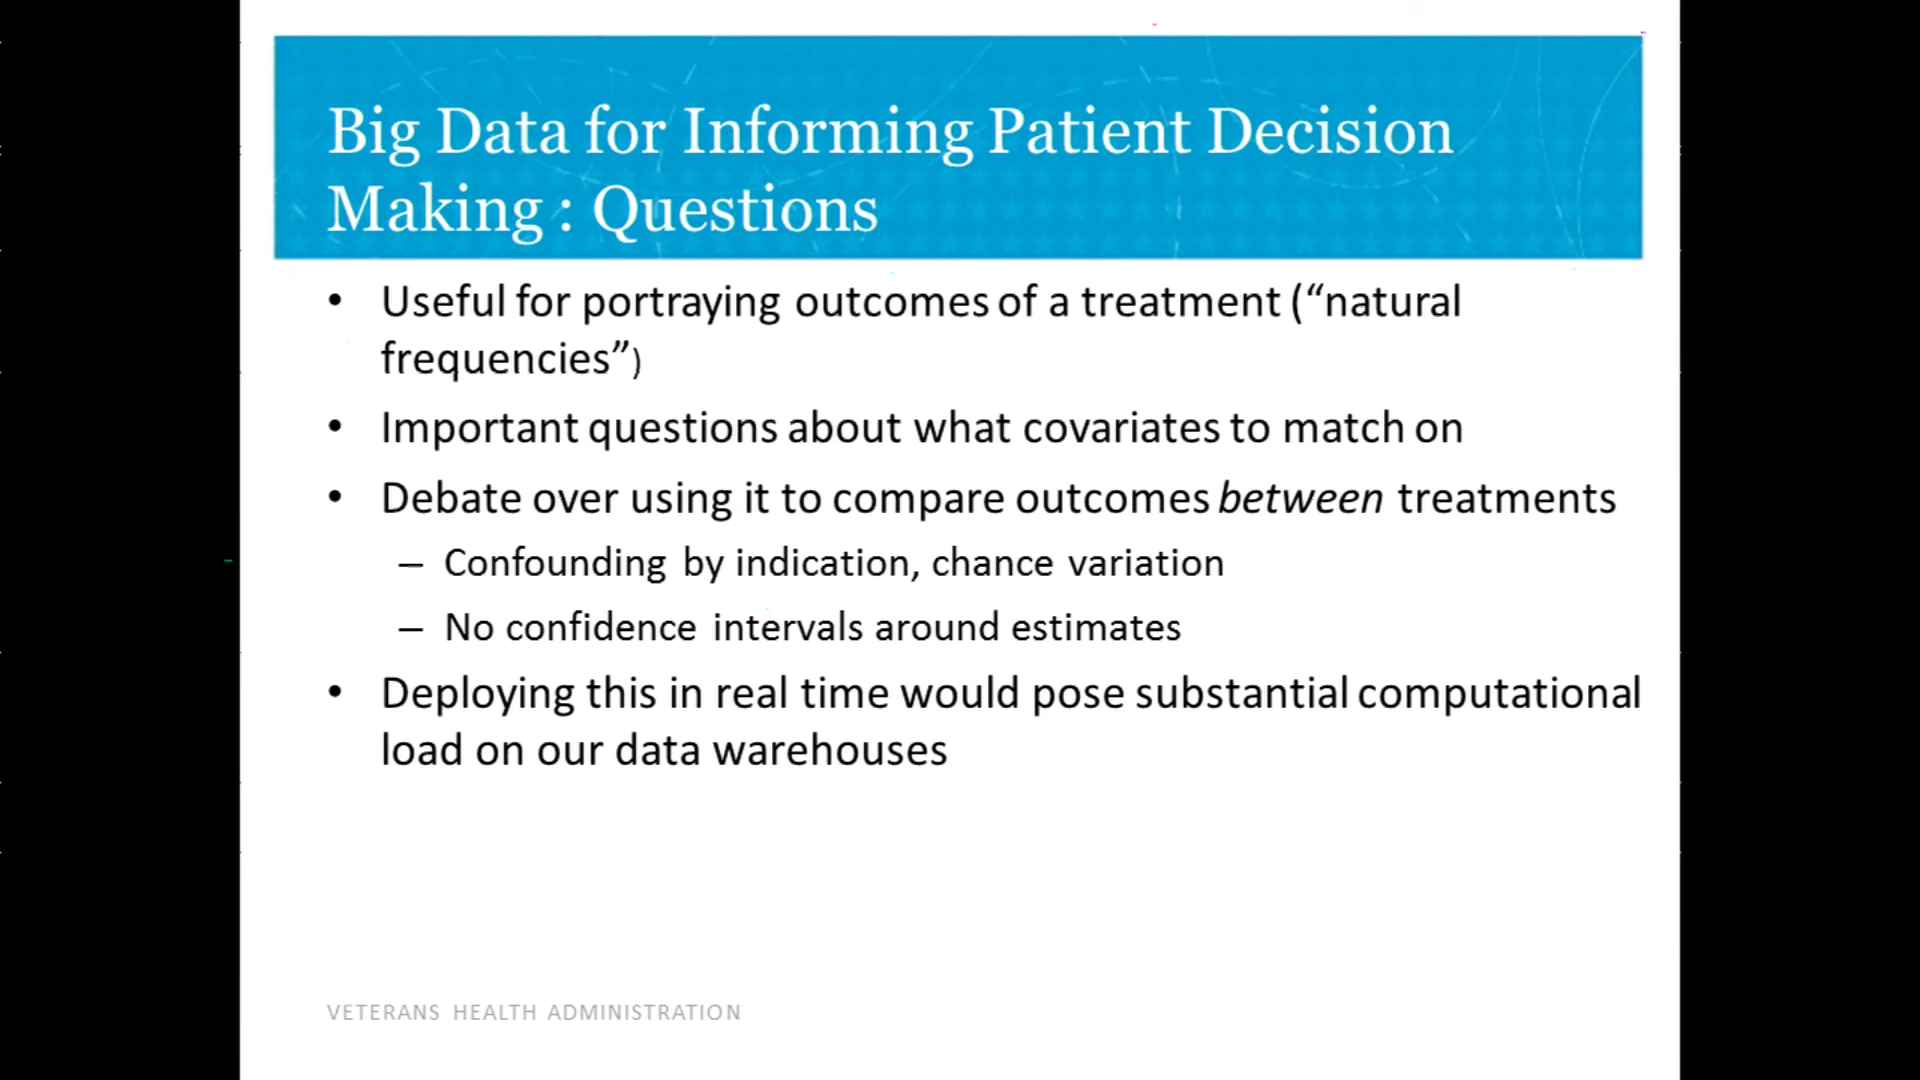 Big Data for Informing Patient Decision
Making : Questions
• Useful for portraying outcomes of a treatment (“natural
frequencies”)
• Important questions about what covariates to match on
• Debate over using it to compare outcomes between treatments
– Confounding by indication, chance variation
– No confidence intervals around estimates
• Deploying this in real time would pose substantial computational
load on our data warehouses
VETERANS HEALTH ADMINISTRATION